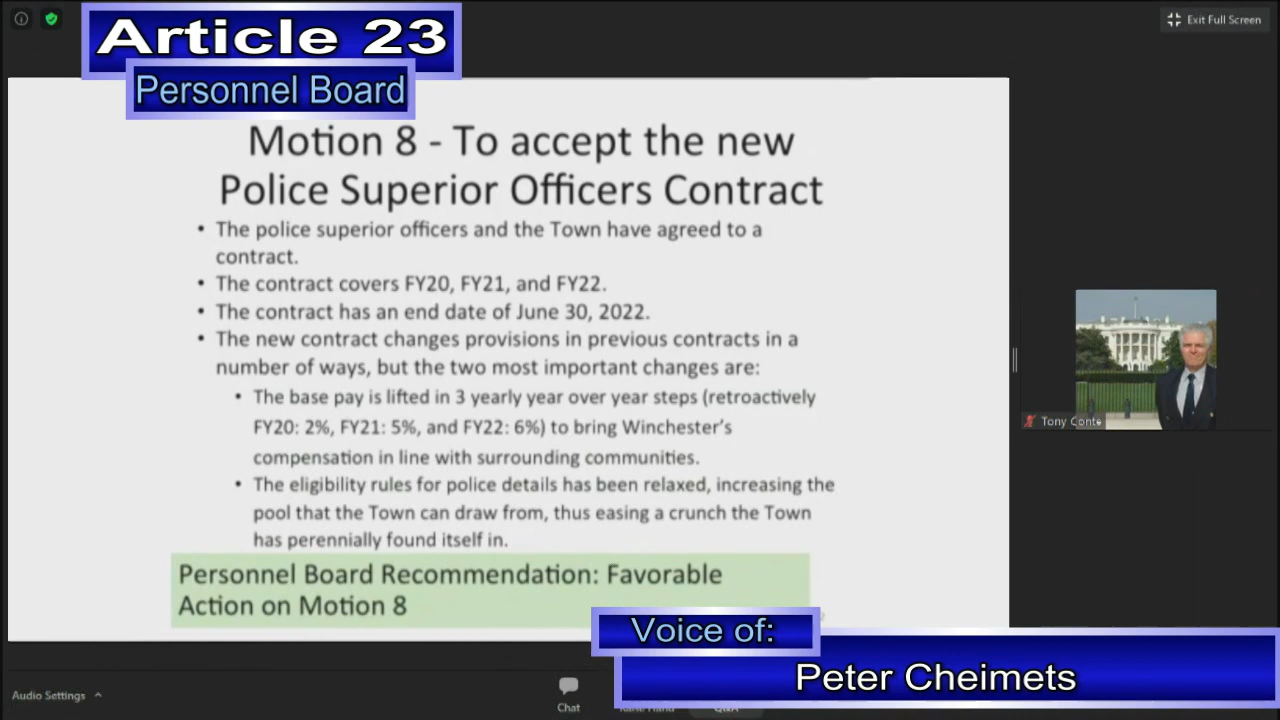 Article 23
Exit Full Screen
Personnel Board
Motion 8 - To accept the new
Police Superior Officers Contract
• The police superior officers and the Town have agreed to a
contract.
• The contract covers FY20, FY21, and FY22.
• The contract has an end date of June 30, 2022.
• The new contract changes provisions in previous contracts in a
number of ways, but the two most important changes are:
• The base pay is lifted in 3 yearly year over year steps (retroactively
FY20: 2%, FY21: 5%, and FY22: 6%) to bring Winchester's
compensation in line with surrounding communities.
• The eligibility rules for police details has been relaxed, increasing the
pool that the Town can draw from, thus easing a crunch the Town
has perennially found itself in.
Tony Conte
Personnel Board Recommendation: Favorable
Action on Motion 8
Voice of:
Peter Cheimets
Audio Settings
Chat